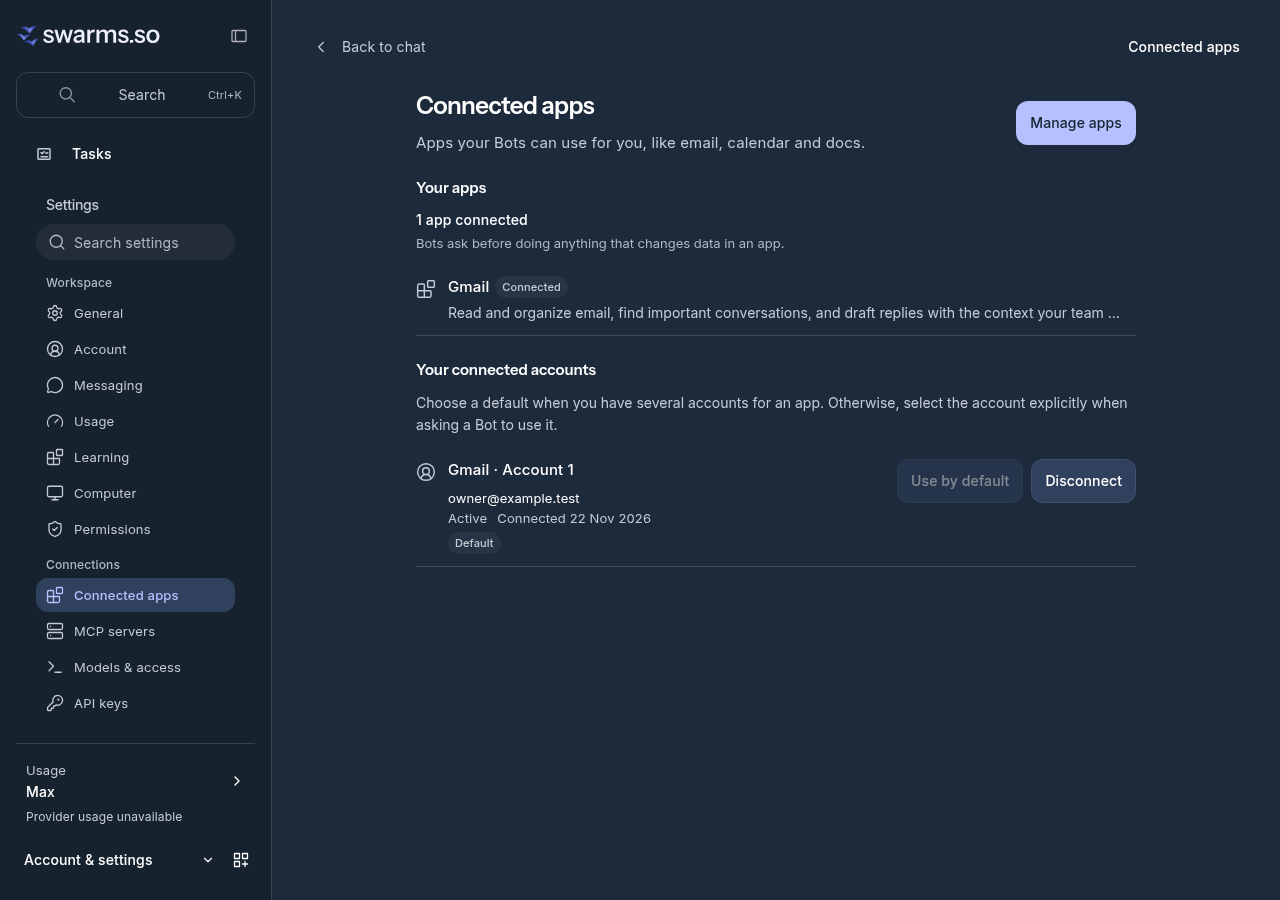 swarms.so
Search Ctrl+K
Tasks
Settings
Search settings
Workspace
General
Account
Messaging
Usage
Learning
Computer
Permissions
Connections
Connected apps
MCP servers
Models & access
API keys
Usage
Max
Provider usage unavailable
Account & settings
Back to chat
Connected apps
Connected apps
Apps your Bots can use for you, like email, calendar and docs.
Manage apps
Your apps
1 app connected
Bots ask before doing anything that changes data in an app.
Gmail Connected
Read and organize email, find important conversations, and draft replies with the context your team ...
Your connected accounts
Choose a default when you have several accounts for an app. Otherwise, select the account explicitly when
asking a Bot to use it.
Gmail · Account 1
owner@example.test
Active Connected 22 Nov 2026
Default
Use by default
Disconnect